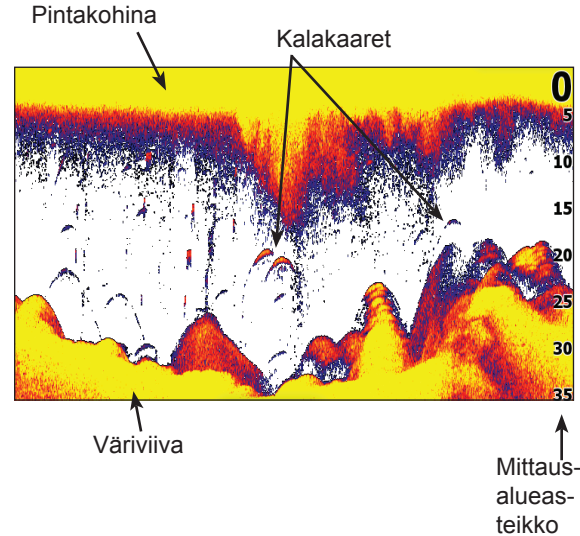 Pintakohina
Kalakaaret
0
5
10
15
20
25
30
35
Väriviiva
Mittaus-
alueas-
teikko